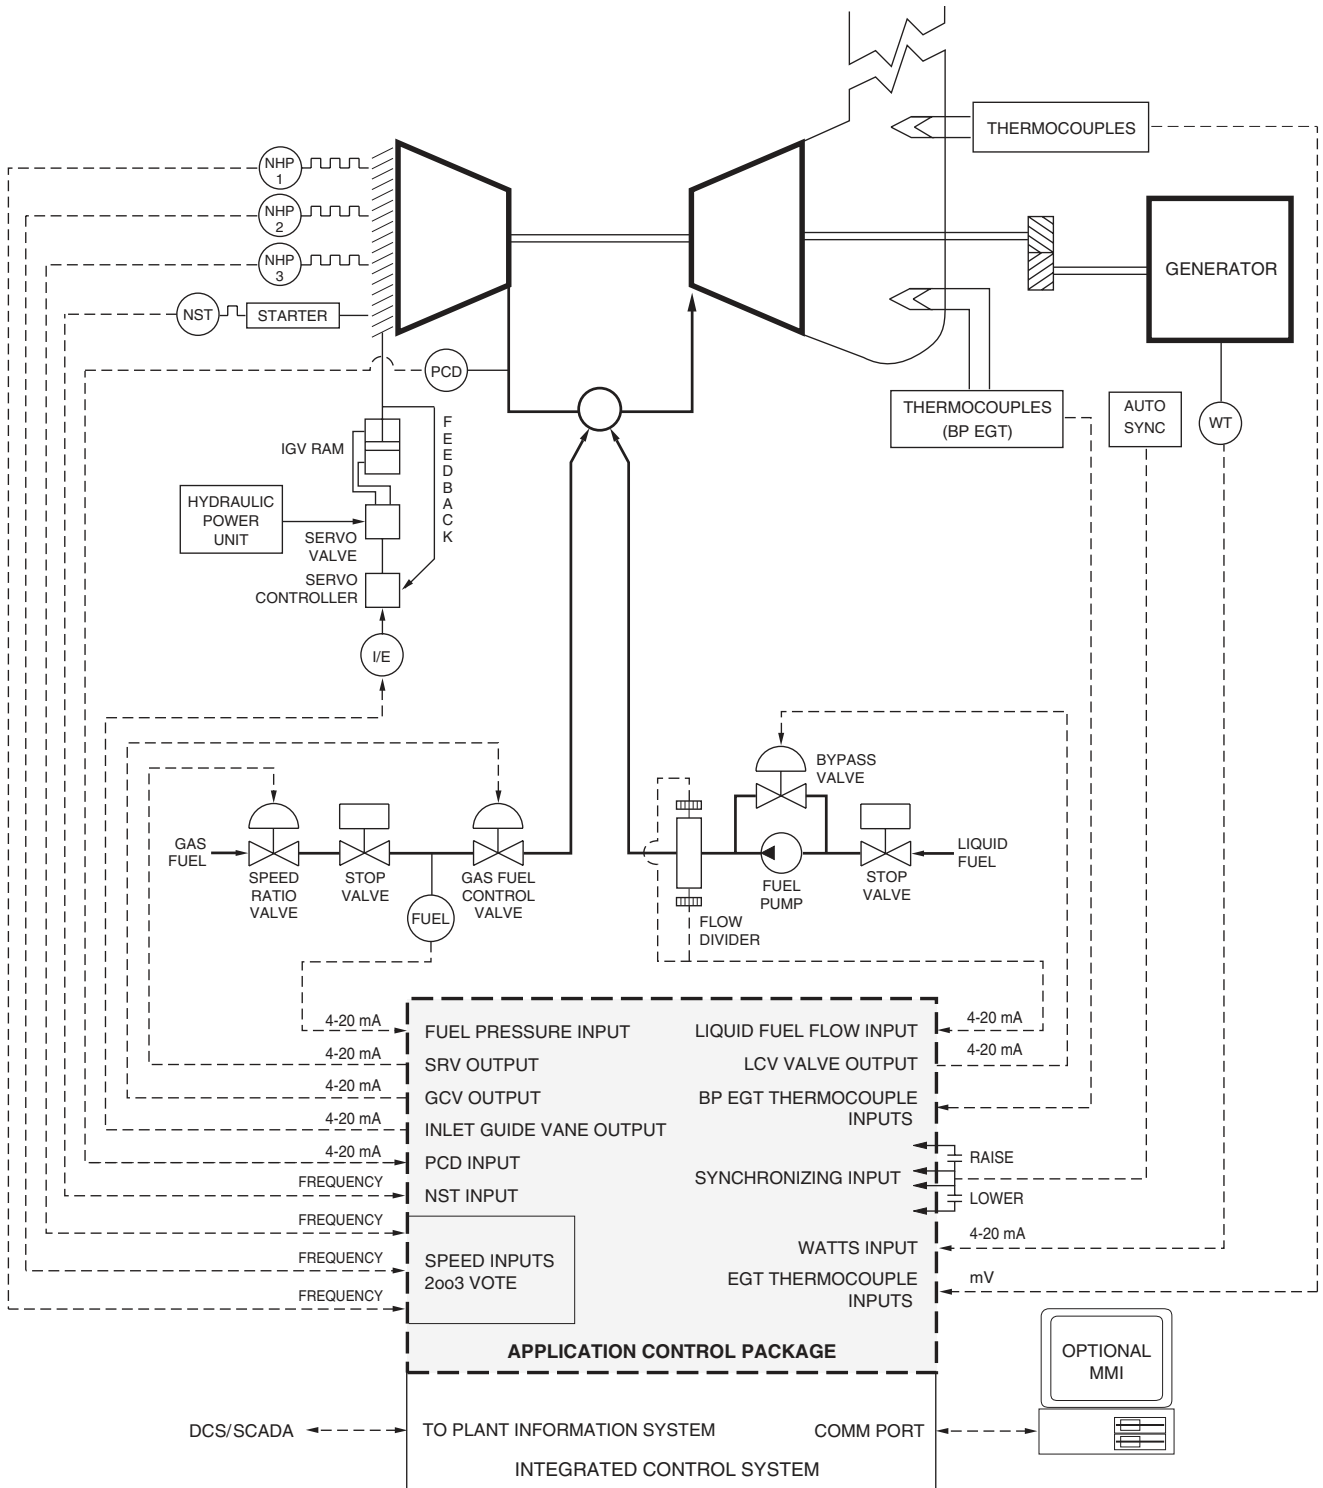 THERMOCOUPLES
NHP
1
NHP
2
NHP
3
NST
STARTER
GENERATOR
PCD
THERMOCOUPLES
(BP EGT)
AUTO
SYNC
WT
IGV RAM
FEEDBACK
HYDRAULIC
POWER
UNIT
SERVO
VALVE
SERVO
CONTROLLER
I/E
BYPASS
VALVE
GAS
FUEL
SPEED
RATIO
VALVE
STOP
VALVE
GAS FUEL
CONTROL
VALVE
FUEL
FLOW
DIVIDER
FUEL
PUMP
STOP
VALVE
LIQUID
FUEL
4-20 mA
FUEL PRESSURE INPUT
4-20 mA
SRV OUTPUT
4-20 mA
GCV OUTPUT
4-20 mA
INLET GUIDE VANE OUTPUT
4-20 mA
PCD INPUT
FREQUENCY
NST INPUT
FREQUENCY
FREQUENCY
FREQUENCY
SPEED INPUTS
2oo3 VOTE
LIQUID FUEL FLOW INPUT
4-20 mA
LCV VALVE OUTPUT
4-20 mA
BP EGT THERMOCOUPLE
INPUTS
SYNCHRONIZING INPUT
RAISE
LOWER
WATTS INPUT
4-20 mA
EGT THERMOCOUPLE
INPUTS
mV
APPLICATION CONTROL PACKAGE
OPTIONAL
MMI
DCS/SCADA
TO PLANT INFORMATION SYSTEM
COMM PORT
INTEGRATED CONTROL SYSTEM